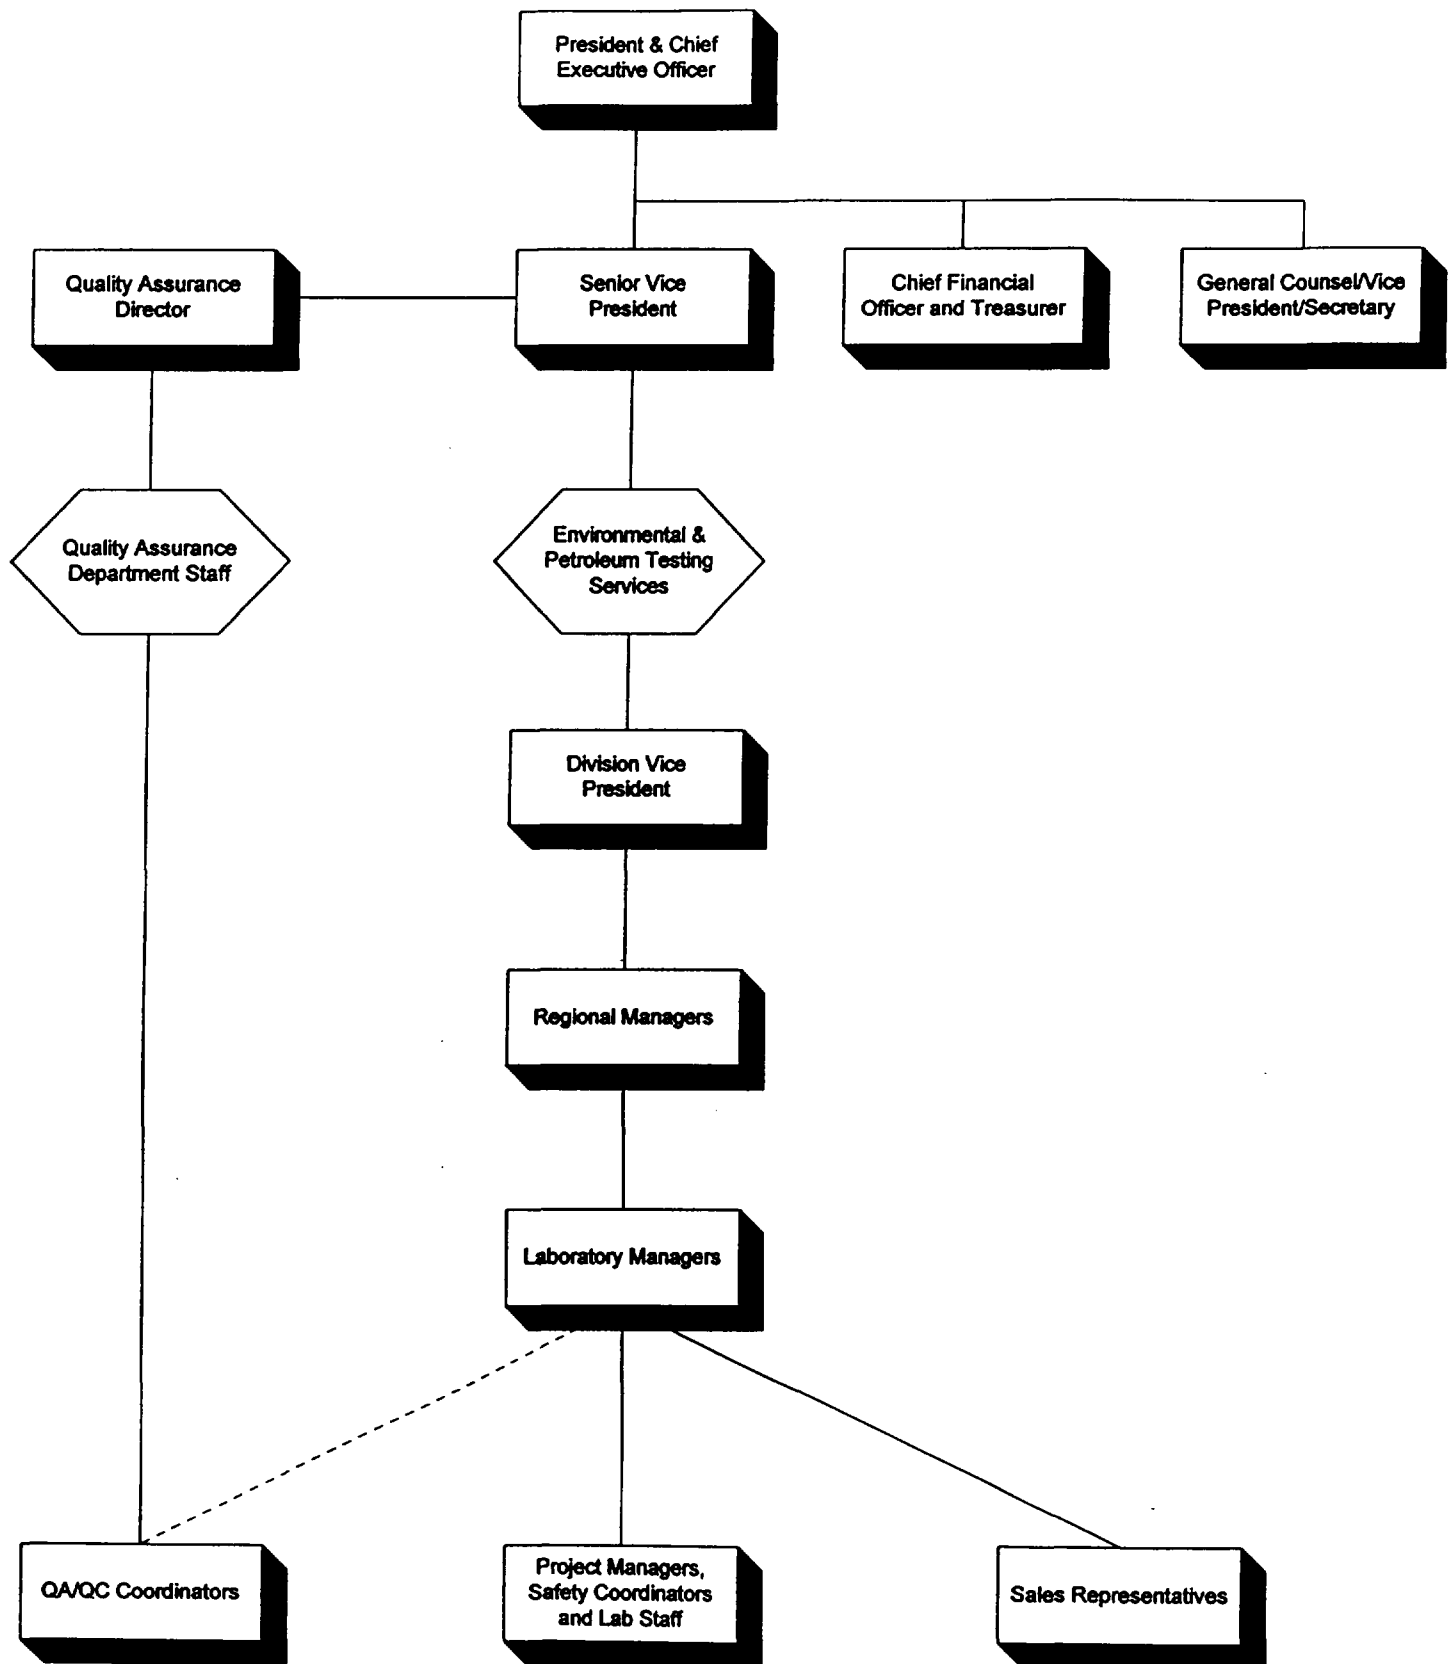 President & Chief
Executive Officer
Quality Assurance
Director
Senior Vice
President
Chief Financial
Officer and Treasurer
General Counsel/Vice
President/Secretary
Quality Assurance
Department Staff
Environmental &
Petroleum Testing
Services
Division Vice
President
Regional Managers
Laboratory Managers
QA/QC Coordinators
Project Managers,
Safety Coordinators
and Lab Staff
Sales Representatives